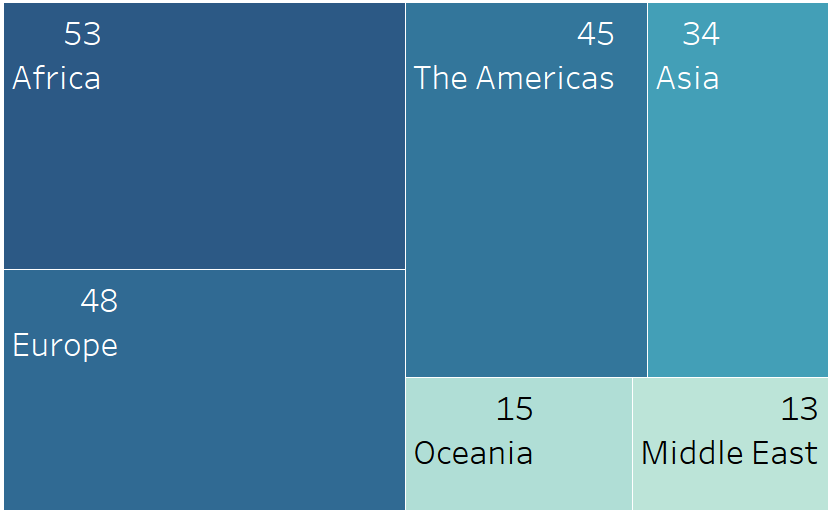 53
Africa
48
Europe
45
The Americas
34
Asia
15
Oceania
13
Middle East